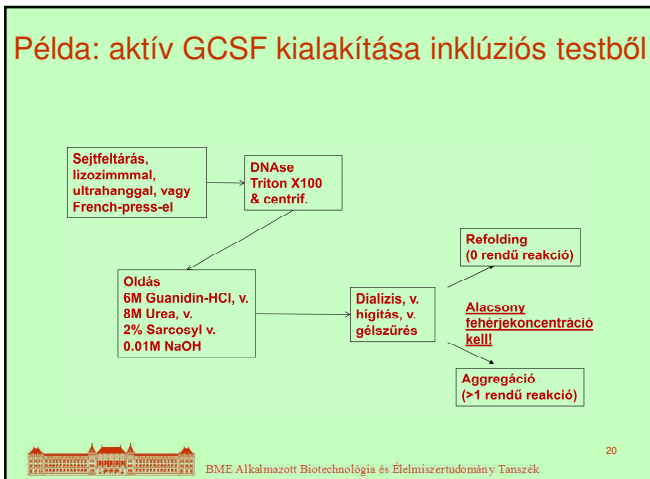 Példa: aktív GCSF kialakítása inklúziós testből
Sejtfeltárás,
lizozimmmal,
ultrahanggal, vagy
French-press-el
DNAse
Triton X100
& centrif.
Oldás
6M Guanidin-HCl, v.
8M Urea, v.
2% Sarcosyl v.
0.01M NaOH
Dialízis, v.
hígítás, v.
gélszűrés
Refolding
(0 rendű reakció)
Alacsony
fehérjekoncentráció
kell!
Aggregáció
(>1 rendű reakció)
BME Alkalmazott Biotechnológia és Élelmiszertudomány Tanszék
20